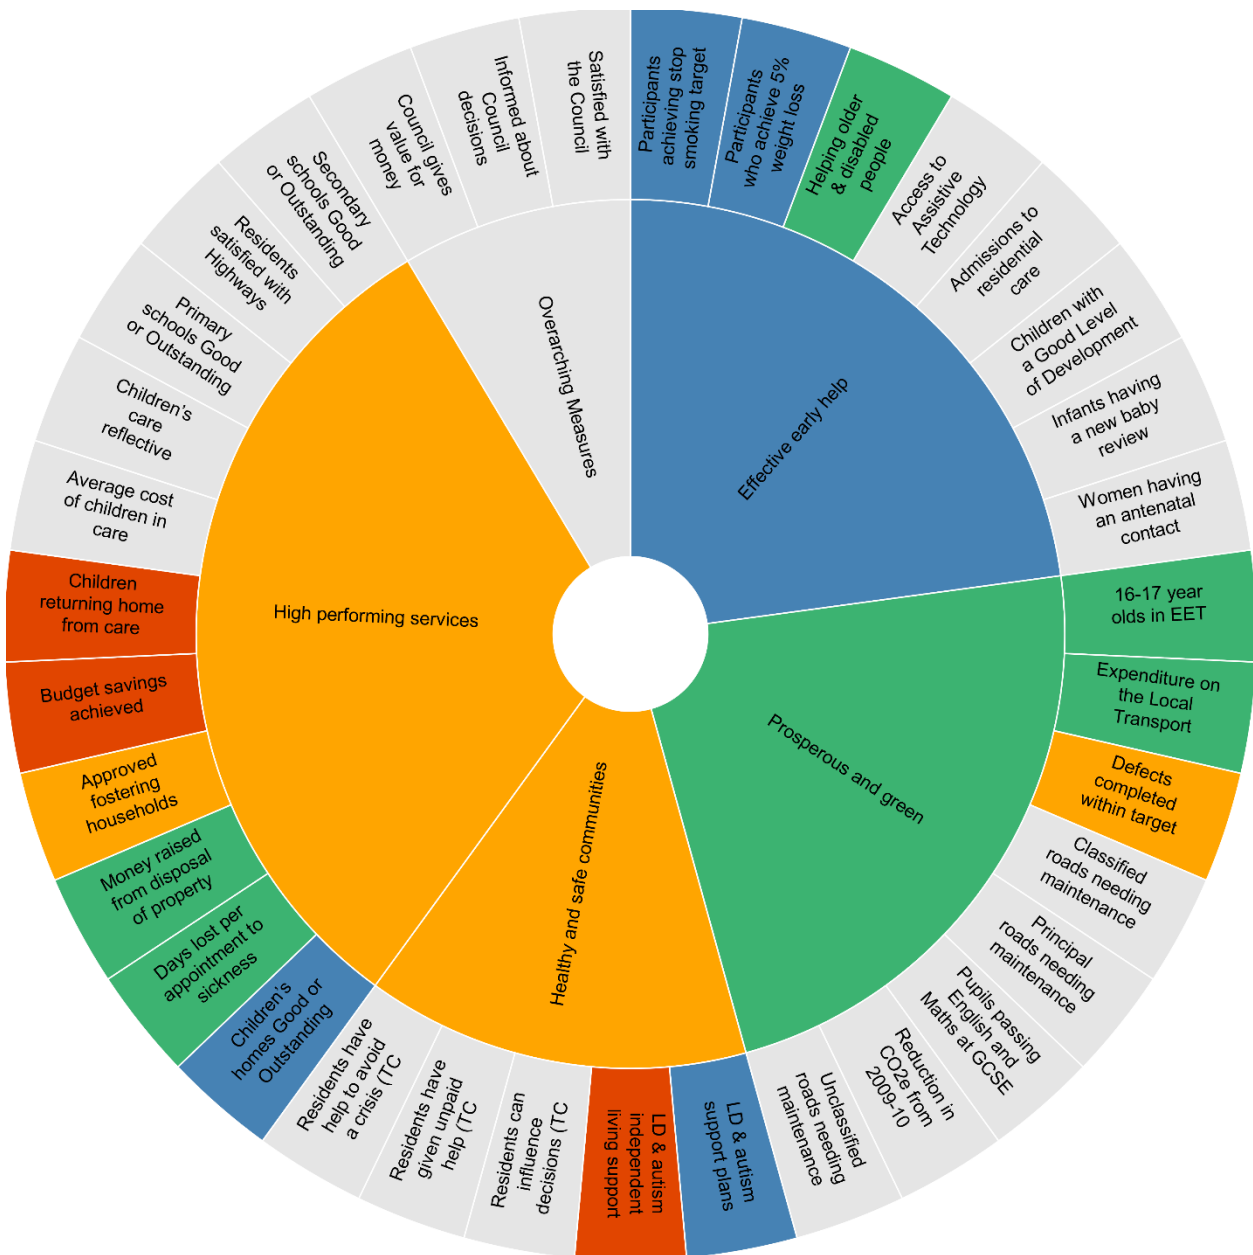 Participants
achieving stop
smoking target
Participants
who achieve 5%
weight loss
Helping older
& disabled
people
Access to
Assistive
Technology
Admissions to
residential
care
Children with
a Good Level
of Development
Infants having
a new baby
review
Women having
an antenatal
contact
16-17 year
olds in EET
Expenditure on
the Local
Transport
Defects
completed
within target
Classified
roads needing
maintenance
Principal
roads needing
maintenance
Pupils passing
English and
Maths at GCSE
Reduction in
CO2e from
2009-10
Unclassified
roads needing
maintenance
LD & autism
support plans
LD & autism
independent
living support
Residents can
influence
decisions (TC
Residents have
given unpaid
help (TC
Residents have
help to avoid
a crisis (TC
Children's
homes Good or
Outstanding
Days lost per
appointment to
sickness
Money raised
from disposal
of property
Approved
fostering
households
Budget savings
achieved
Children
returning home
from care
Average cost
of children in
care
Children's
care
reflective
Primary
schools Good
or Outstanding
Residents
satisfied with
Highways
Secondary
schools Good
or Outstanding
Council gives
value for
money
Informed about
Council
decisions
Satisfied with
the Council
Effective early help
Prosperous and green
Healthy and safe communities
High performing services
Overarching Measures